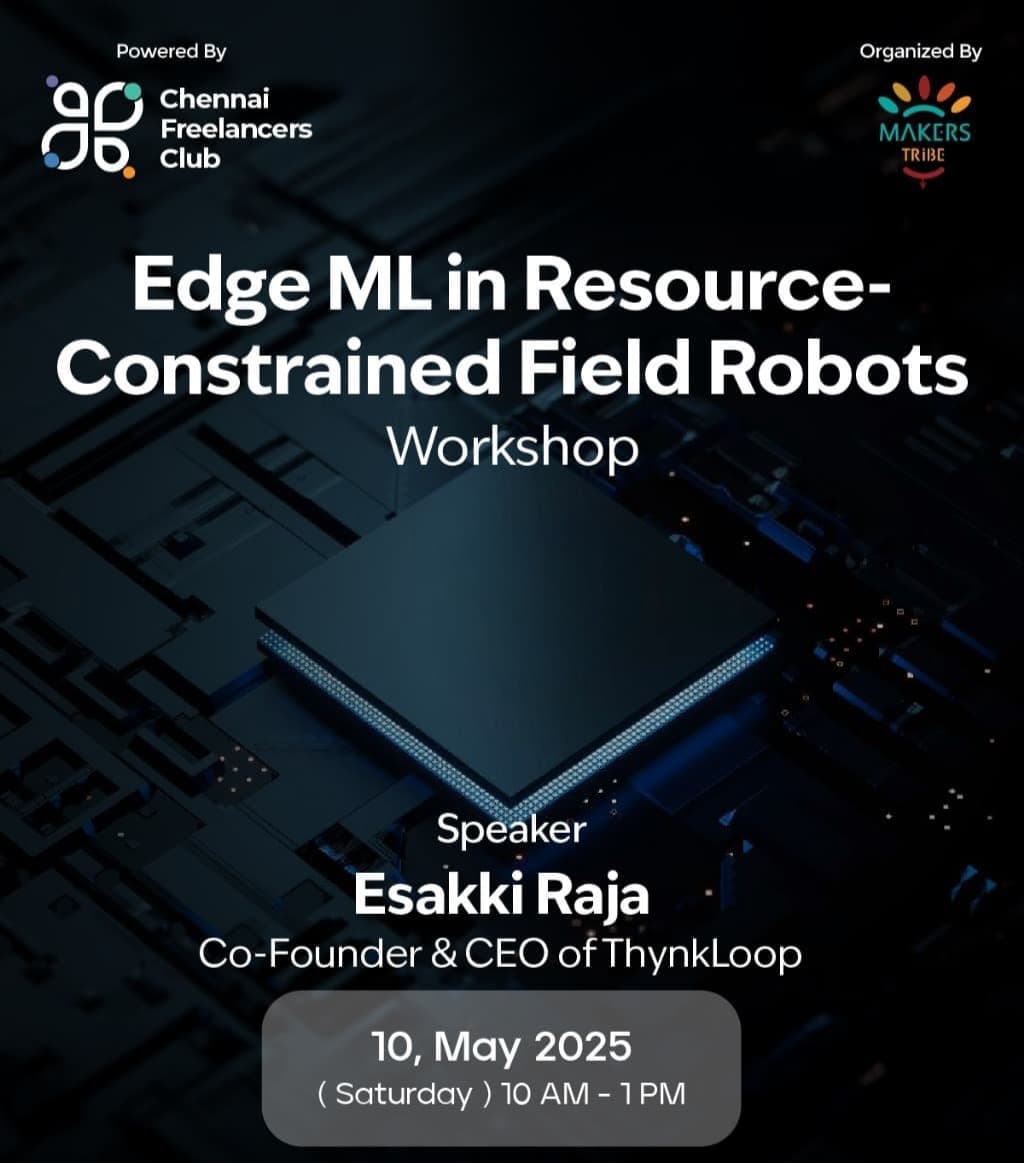 Powered By
Chennai
Freelancers
Club
Organized By
MAKERS
TRiBE
Edge ML in Resource-
Constrained Field Robots
Workshop
Speaker
Esakki Raja
Co-Founder & CEO of ThynkLoop
10, May 2025
( Saturday ) 10 AM - 1 PM